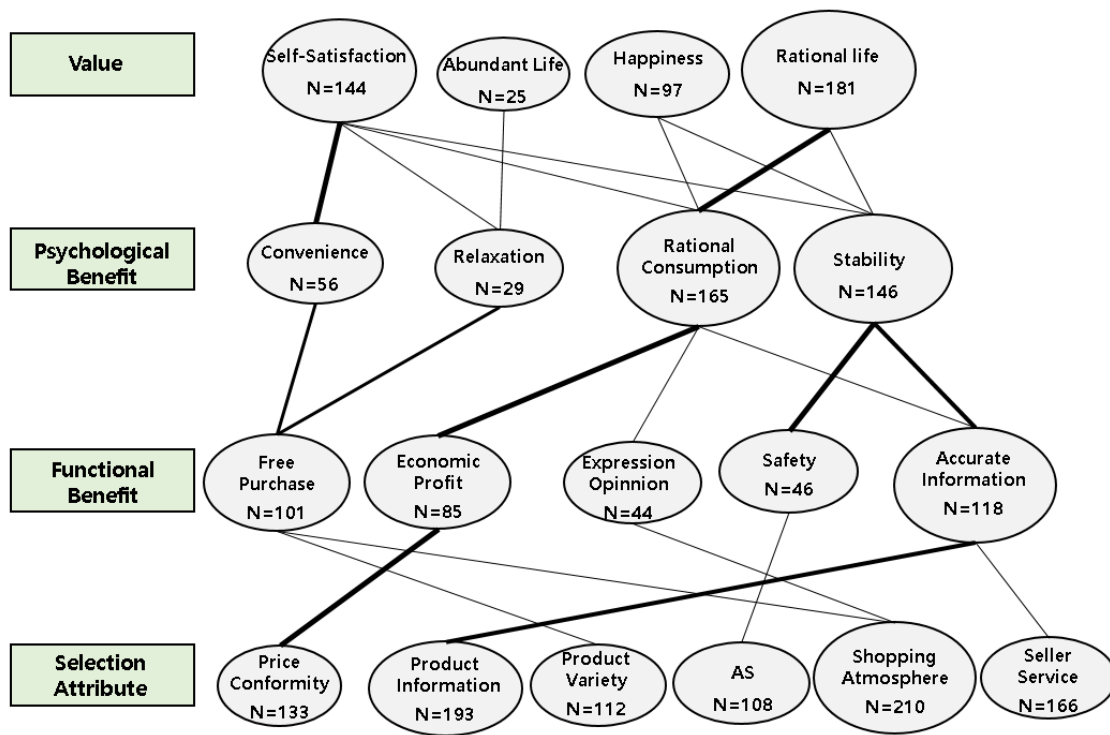 Value
Self-Satisfaction
N=144
Abundant Life
N=25
Happiness
N=97
Rational life
N=181
Psychological
Benefit
Convenience
N=56
Relaxation
N=29
Rational
Consumption
N=165
Stability
N=146
Functional
Benefit
Free
Purchase
N=101
Economic
Profit
N=85
Expression
Opinnion
N=44
Safety
N=46
Accurate
Information
N=118
Selection
Attribute
Price
Conformity
N=133
Product
Information
N=193
Product
Variety
N=112
AS
N=108
Shopping
Atmosphere
N=210
Seller
Service
N=166